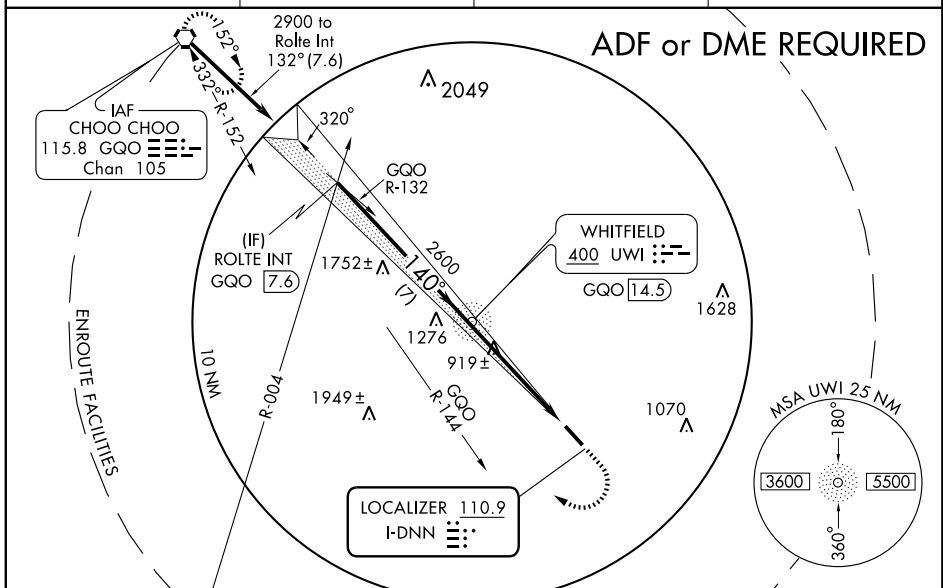 ADF or DME REQUIRED
2900 to
Rolte Int
132° (7.6)
152°
332°
R-152
IAF
CHOO CHOO
115.8 GQO
Chan 105
2049
320°
GQO
R-132
(IF)
ROLTE INT
GQO 7.6
WHITFIELD
400 UWI
GQO 14.5
1752±
140°
2600
(7)
1276
919±
1628
ENROUTE FACILITIES
10 NM
R-004
1949±
GQO
R-144
1070
MSA UWI 25 NM
180°
3600
5500
360°
LOCALIZER 110.9
I-DNN